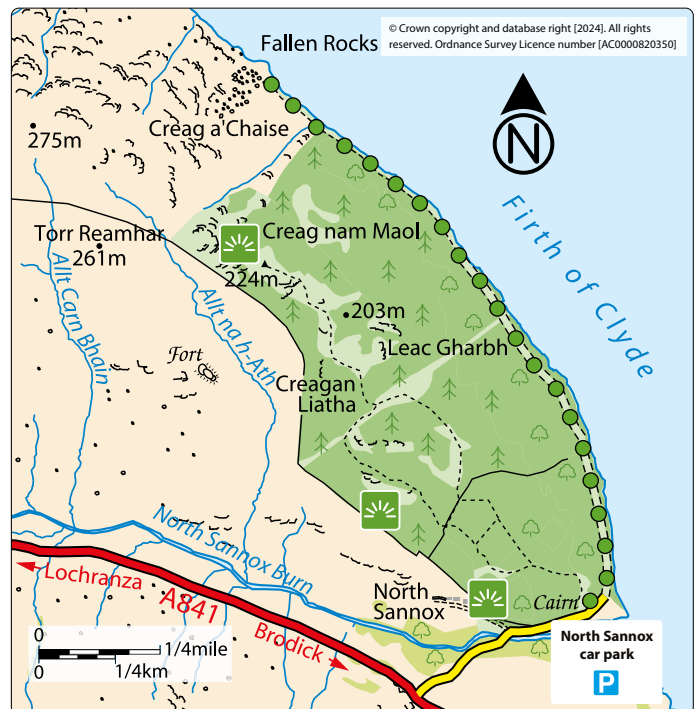 © Crown copyright and database right [2024]. All rights
reserved. Ordnance Survey Licence number [AC0000820350]
Fallen Rocks
Creag a'Chaise
275m
N
Firth of Clyde
Torr Reamhar
261m
Creag nam Maol
224m
203m
Allt Carn Bhain
Allt na h-Ath
Fort
Leac Gharbh
Creagan
Liatha
North Sannox Burn
Lochranza
A841
Brodick
North
Sannox
Cairn
0
1/4mile
0
1/4km
North Sannox
car park
P